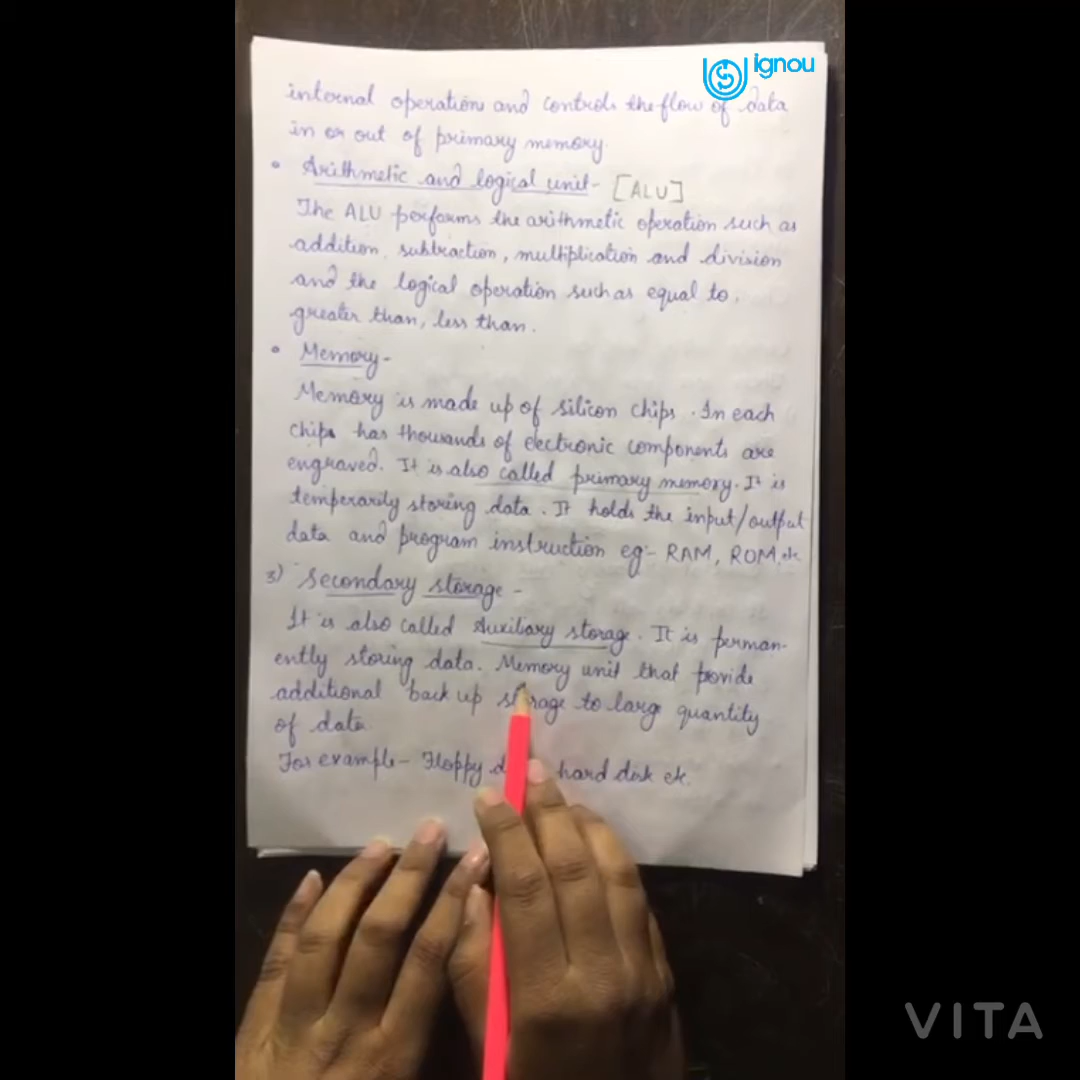 ignou
internal operation and controls the flow of data
in or out of primary memory
• Arithmetic and logical unit- [ALU]
The ALU performs the arithmetic operation such as
addition, subtraction, multiplication and division
and the logical operation such as equal to,
greater than, less than.
• Memory-
Memory is made up of silicon chips. In each
chips has thousands of electronic components are
engraved. It is also called primary memory. It is
temperarily storing data. It holds the input/output
data and program instruction eg:- RAM, ROM, etc
3) Secondary storage -
It is also called Auxiliary storage. It is perman-
ently storing data. Memory unit that provide
additional back up storage to large quantity
of data
For example- Floppy hard disk etc.
VITA